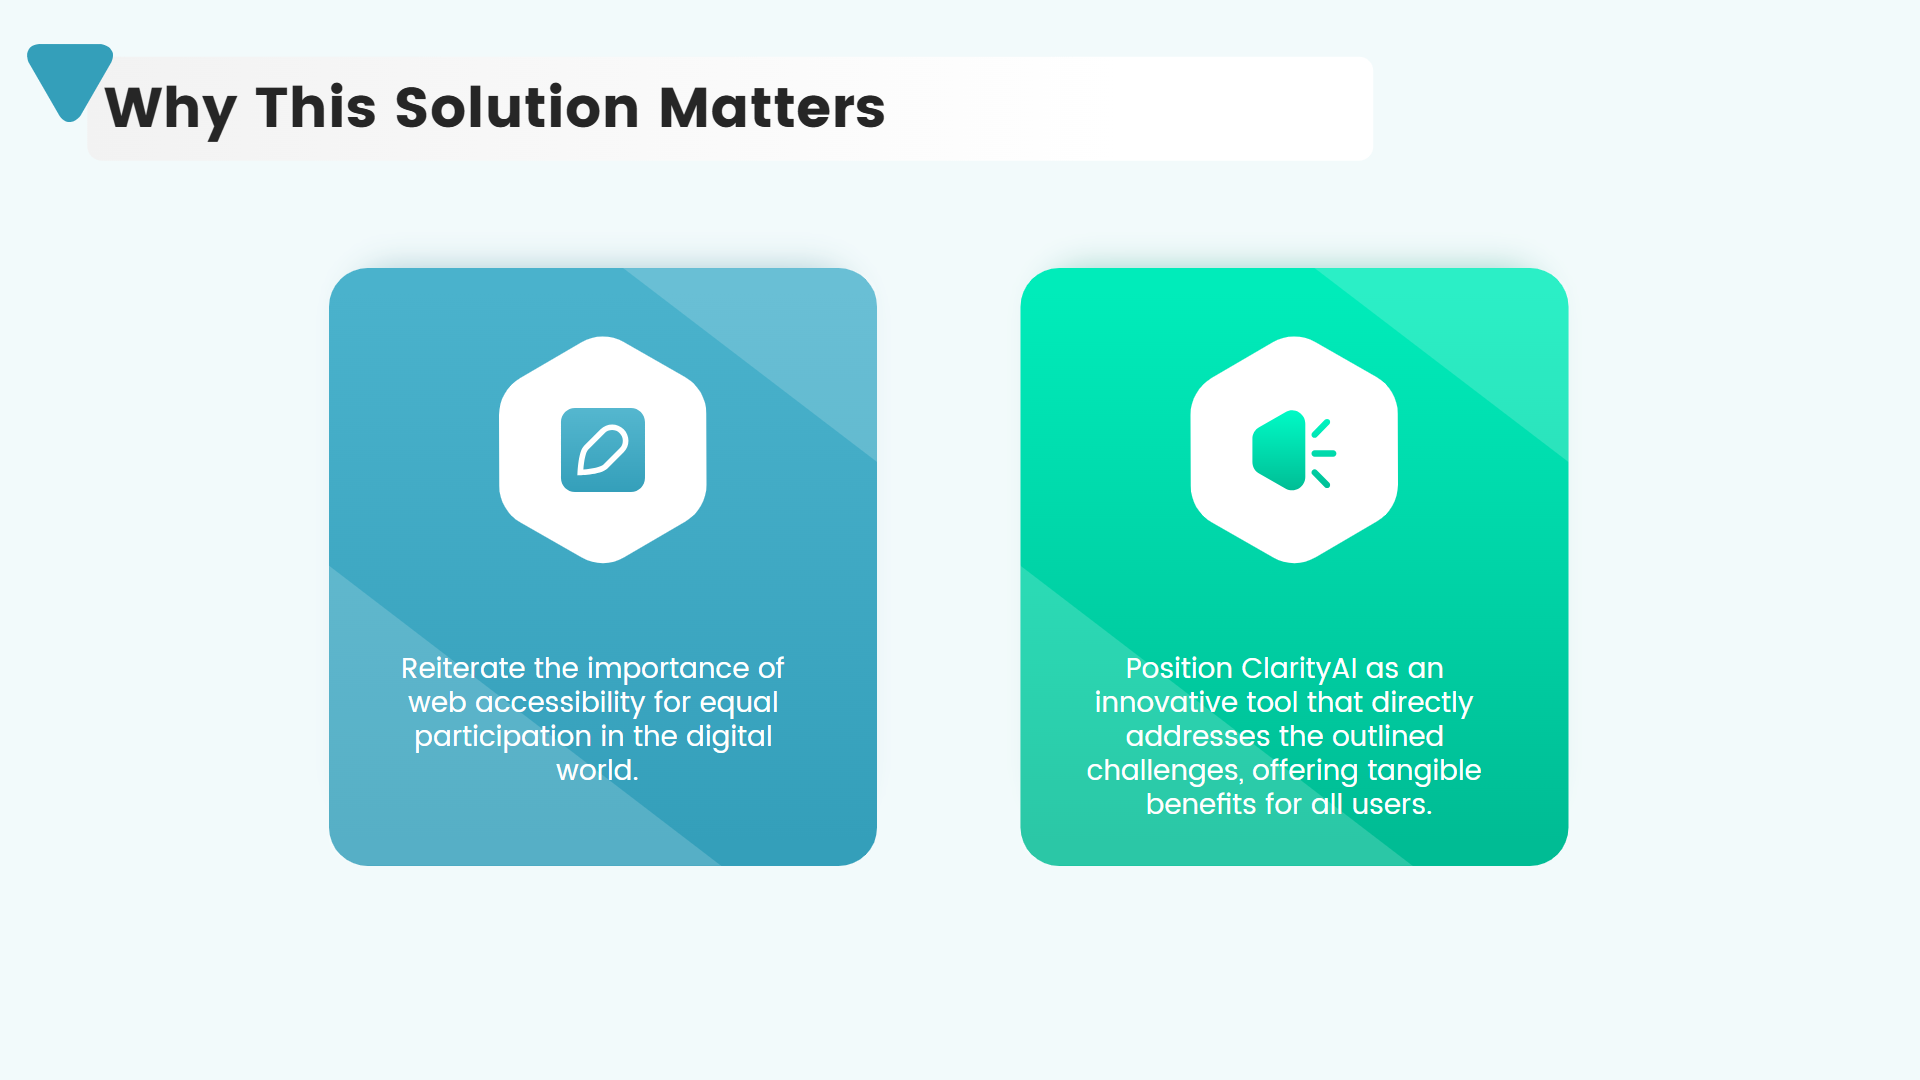 Why This Solution Matters
Reiterate the importance of
web accessibility for equal
participation in the digital
world.
Position ClarityAI as an
innovative tool that directly
addresses the outlined
challenges, offering tangible
benefits for all users.